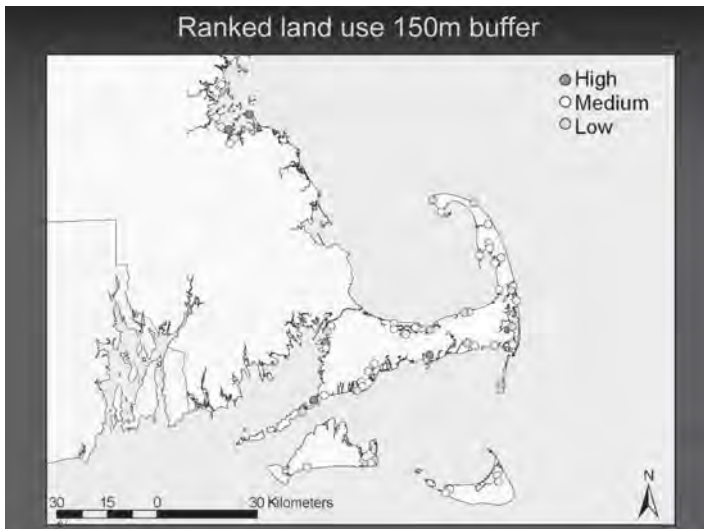 Ranked land use 150m buffer
High
Medium
Low
N
30 15 0 30 Kilometers